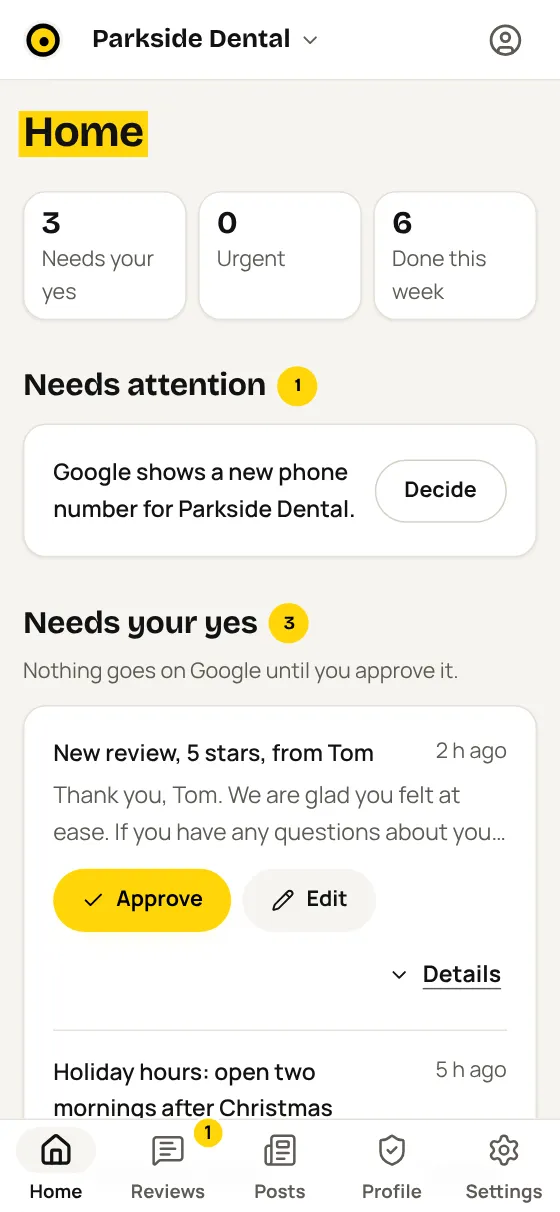 Parkside Dental
Home
3
Needs your
yes
0
Urgent
6
Done this
week
Needs attention 1
Google shows a new phone
number for Parkside Dental.
Decide
Needs your yes 3
Nothing goes on Google until you approve it.
New review, 5 stars, from Tom
2 h ago
Thank you, Tom. We are glad you felt at
ease. If you have any questions about you…
Approve
Edit
Details
Holiday hours: open two
mornings after Christmas
5 h ago
1
Home
Reviews
Posts
Profile
Settings